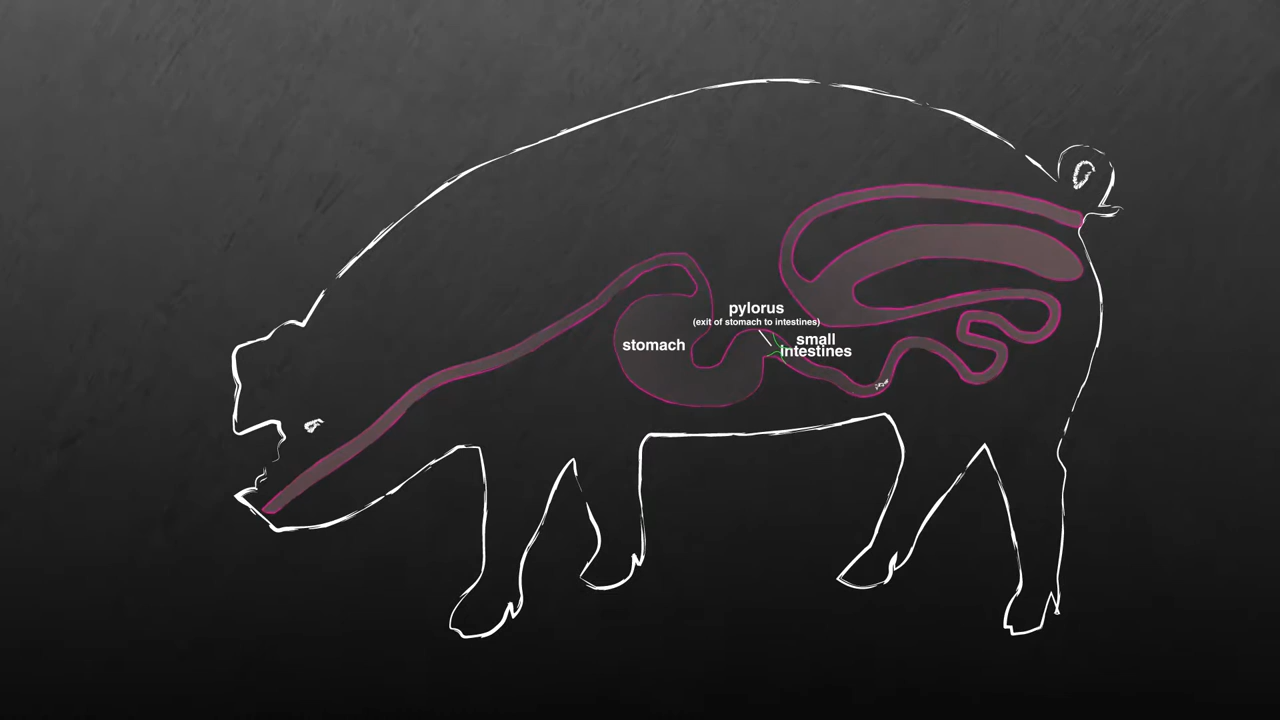 pylorus
(exit of stomach to intestines)
stomach
small
intestines